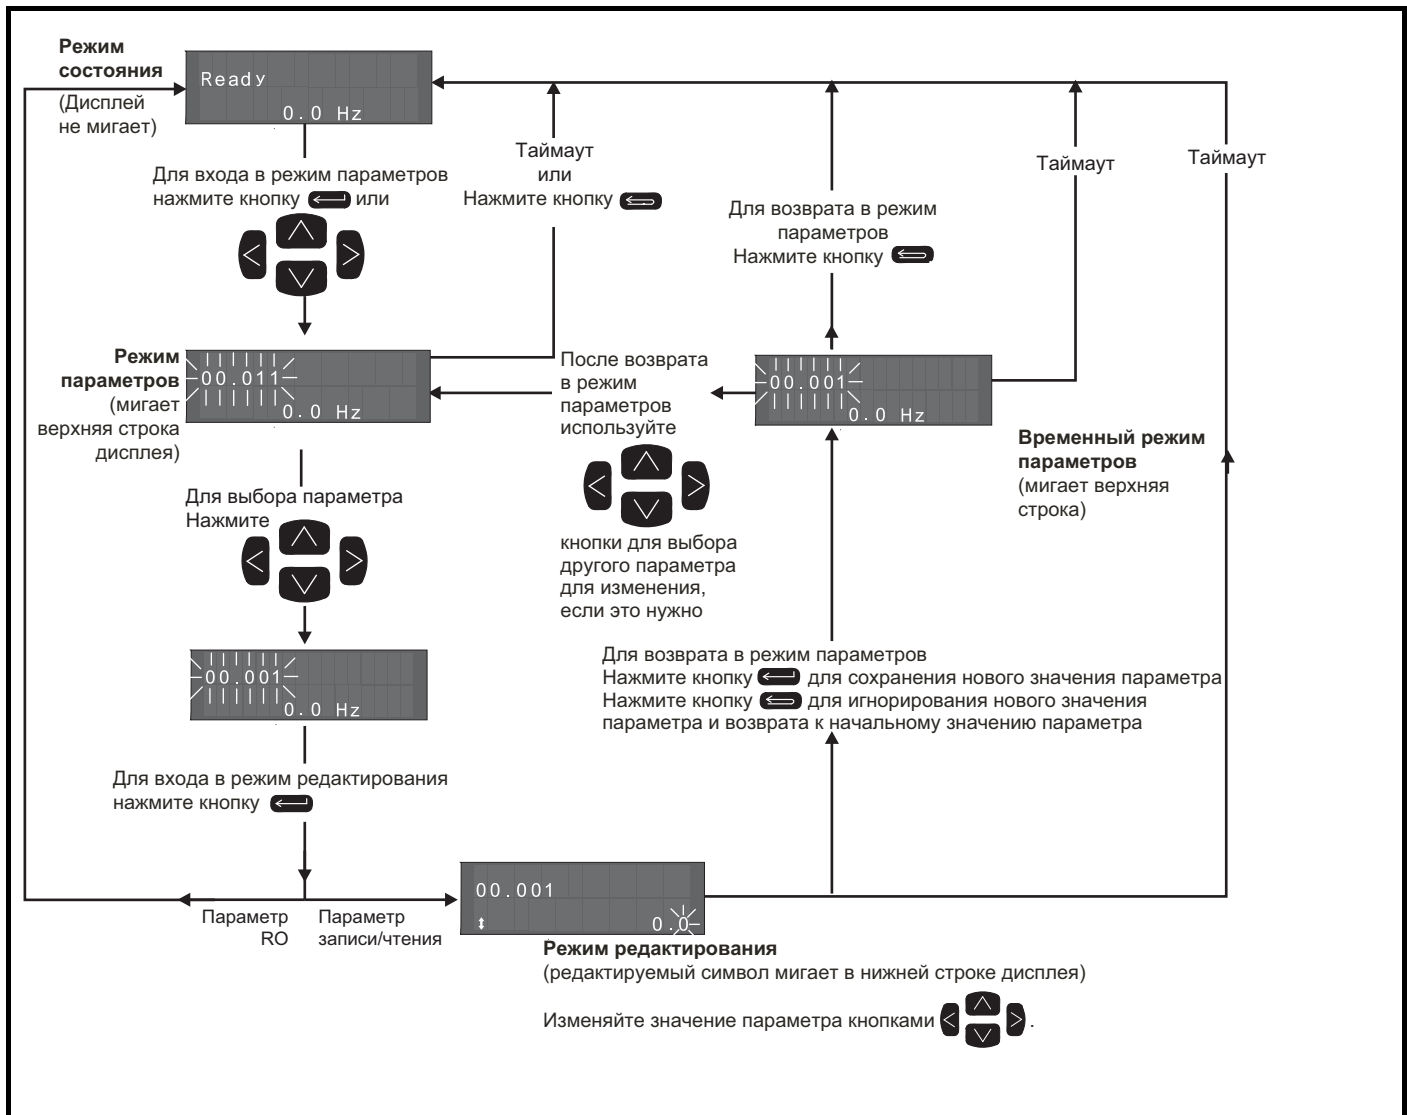 Режим
состояния
(Дисплей
не мигает)
Ready
0.0 Hz
Для входа в режим параметров
нажмите кнопку или
Таймаут
или
Нажмите кнопку
Для возврата в режим
параметров
Нажмите кнопку
Таймаут
Таймаут
Режим
параметров
(мигает
верхняя строка
дисплея)
00.011
0.0 Hz
После возврата
в режим
параметров
используйте
кнопки для выбора
другого параметра
для изменения,
если это нужно
00.001
0.0 Hz
Временный режим
параметров
(мигает верхняя
строка)
Для выбора параметра
Нажмите
00.001
0.0 Hz
Для возврата в режим параметров
Нажмите кнопку для сохранения нового значения параметра
Нажмите кнопку для игнорирования нового значения
параметра и возврата к начальному значению параметра
Для входа в режим редактирования
нажмите кнопку
Параметр
RO
Параметр
записи/чтения
00.001
0.0
Режим редактирования
(редактируемый символ мигает в нижней строке дисплея)
Изменяйте значение параметра кнопками .